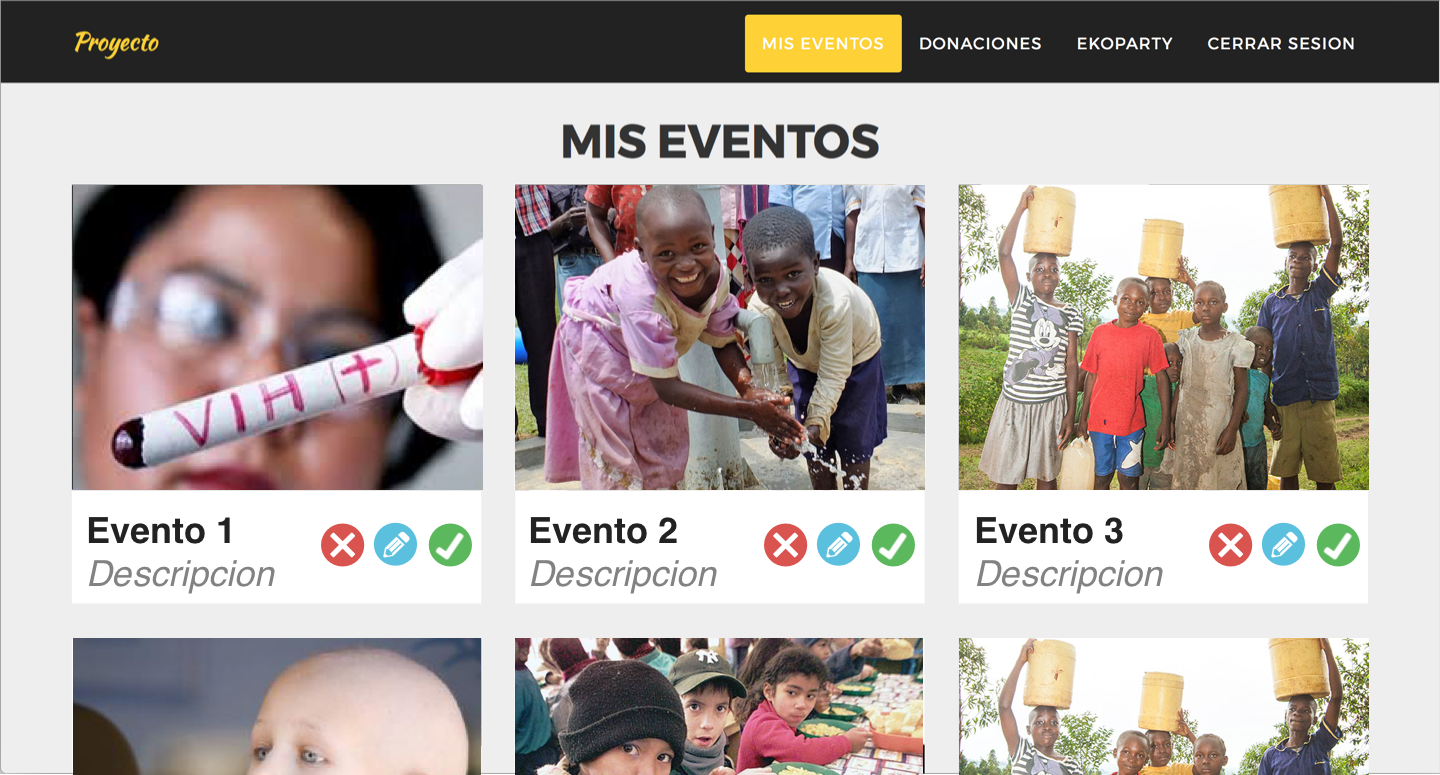 Proyecto
MIS EVENTOS
DONACIONES
EKOPARTY
CERRAR SESION
MIS EVENTOS
VIH (+)
Evento 1
Descripcion
Evento 2
Descripcion
Evento 3
Descripcion